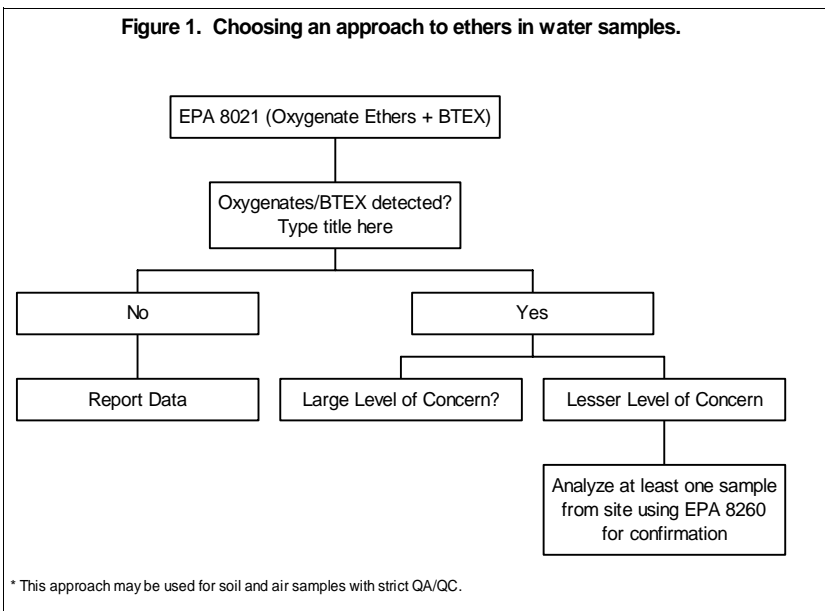 Figure 1. Choosing an approach to ethers in water samples.
EPA 8021 (Oxygenate Ethers + BTEX)
Oxygenates/BTEX detected?
Type title here
No
Yes
Report Data
Large Level of Concern?
Lesser Level of Concern
Analyze at least one sample
from site using EPA 8260
for confirmation
* This approach may be used for soil and air samples with strict QA/QC.